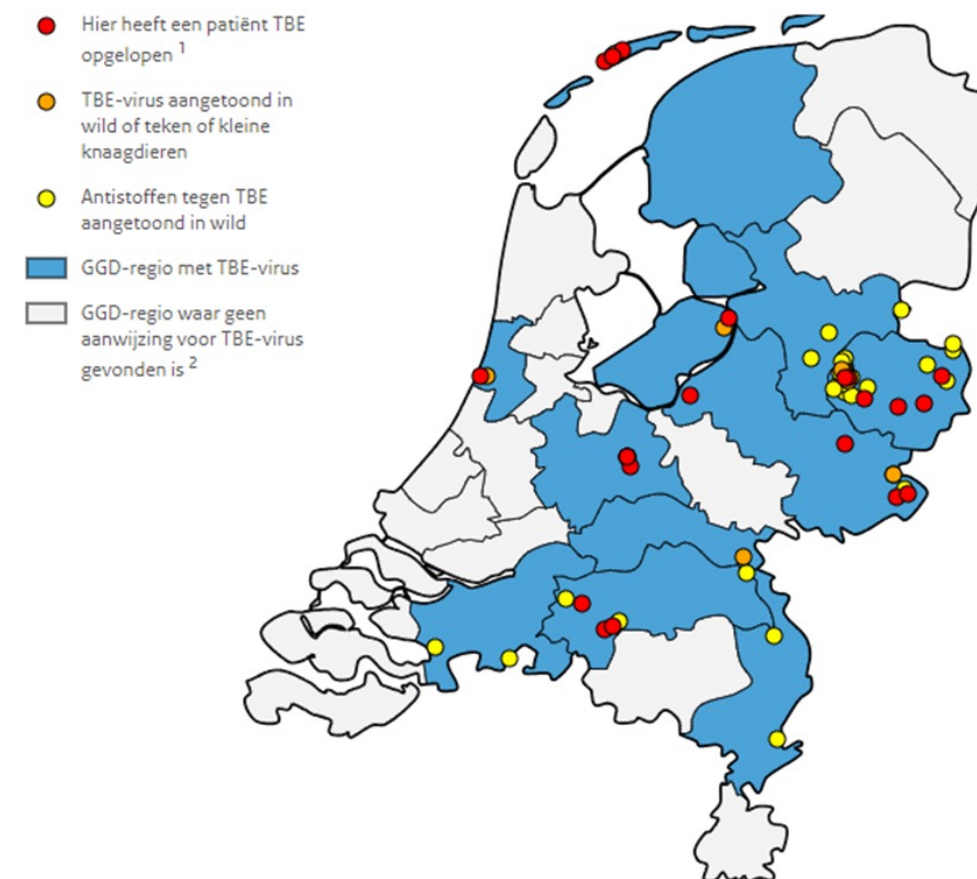 Hier heeft een patiënt TBE
opgelopen ¹
TBE-virus aangetoond in
wild of teken of kleine
knaagdieren
Antistoffen tegen TBE
aangetoond in wild
GGD-regio met TBE-virus
GGD-regio waar geen
aanwijzing voor TBE-virus
gevonden is ²